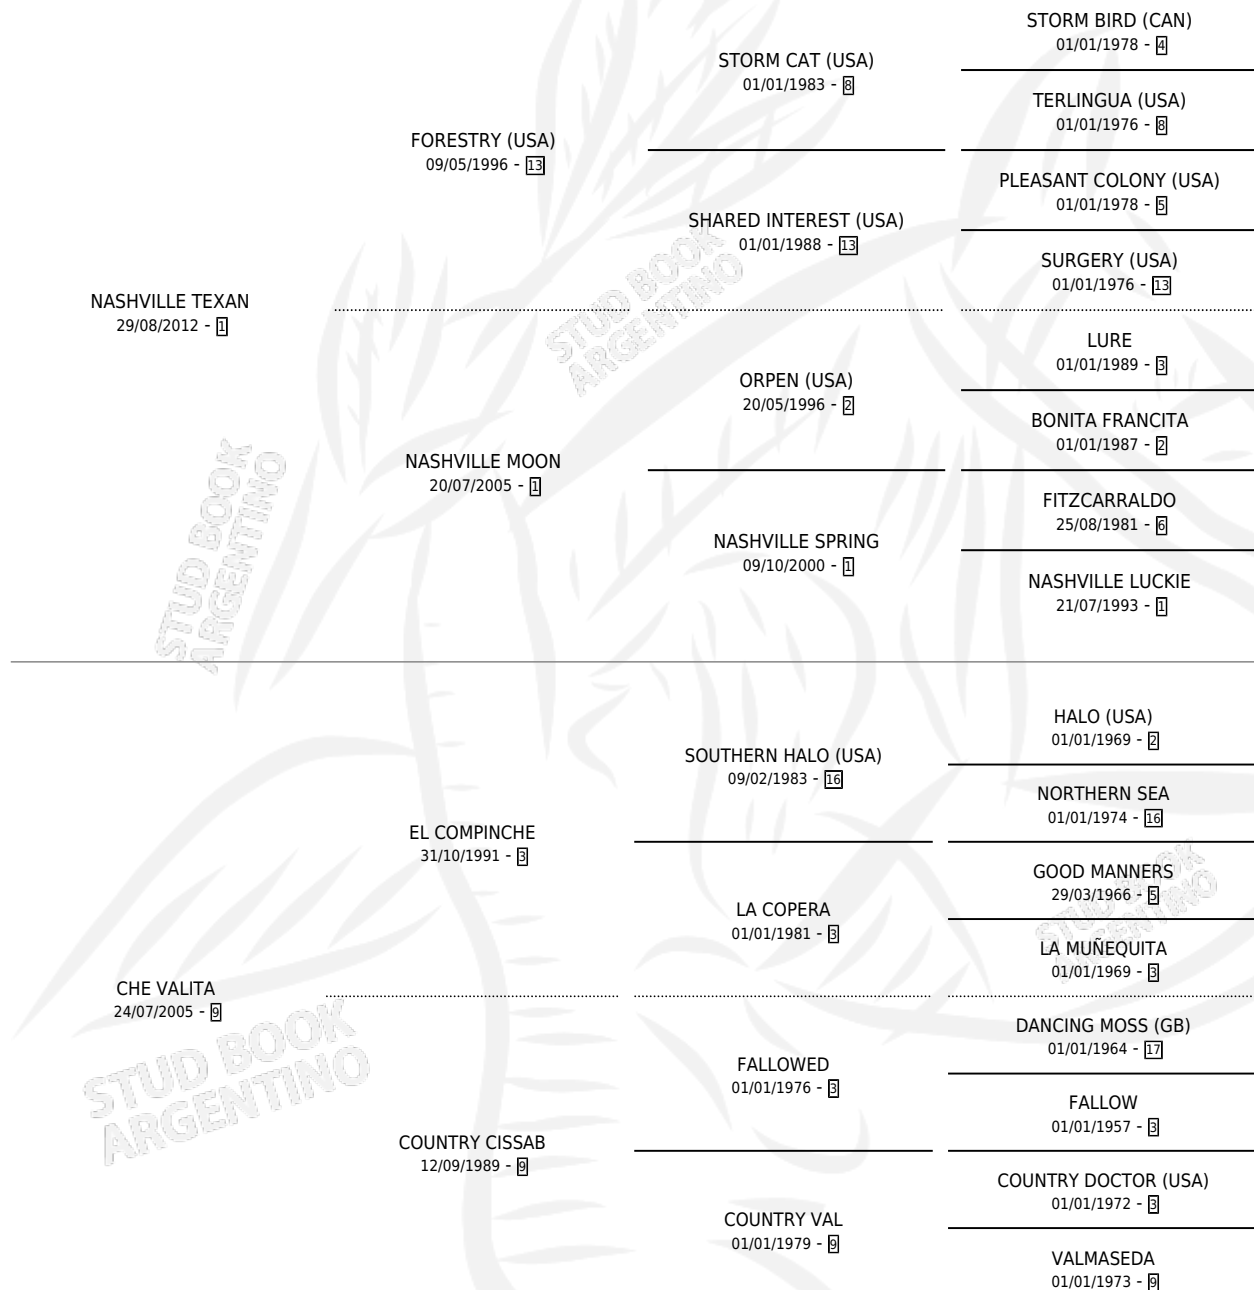 STORM BIRD (CAN)
01/01/1978 - 4
STORM CAT (USA)
01/01/1983 - 8
TERLINGUA (USA)
01/01/1976 - 8
FORESTRY (USA)
09/05/1996 - 13
PLEASANT COLONY (USA)
01/01/1978 - 5
SHARED INTEREST (USA)
01/01/1988 - 13
SURGERY (USA)
01/01/1976 - 13
NASHVILLE TEXAN
29/08/2012 - 1
LURE
01/01/1989 - 3
ORPEN (USA)
20/05/1996 - 2
BONITA FRANCITA
01/01/1987 - 2
NASHVILLE MOON
20/07/2005 - 1
FITZCARRALDO
25/08/1981 - 6
NASHVILLE SPRING
09/10/2000 - 1
NASHVILLE LUCKIE
21/07/1993 - 1
STUD BOOK
ARGENTINO
STUD BOOK
ARGENTINO
HALO (USA)
01/01/1969 - 2
SOUTHERN HALO (USA)
09/02/1983 - 16
NORTHERN SEA
01/01/1974 - 16
EL COMPINCHE
31/10/1991 - 3
GOOD MANNERS
29/03/1966 - 5
LA COPERA
01/01/1981 - 3
LA MUÑEQUITA
01/01/1969 - 3
CHE VALITA
24/07/2005 - 9
DANCING MOSS (GB)
01/01/1964 - 17
FALLOWED
01/01/1976 - 3
FALLOW
01/01/1957 - 3
COUNTRY CISSAB
12/09/1989 - 9
COUNTRY DOCTOR (USA)
01/01/1972 - 3
COUNTRY VAL
01/01/1979 - 9
VALMASEDA
01/01/1973 - 9
STUD BOOK
ARGENTINO
STUD BOOK
ARGENTINO